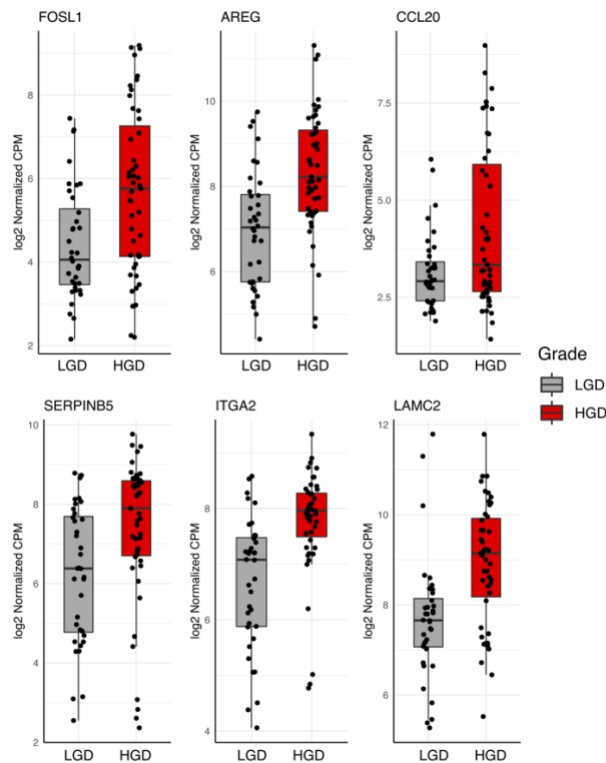 FOSL1
AREG
CCL20
log2 Normalized CPM
8
6
4
2
LGD
HGD
log2 Normalized CPM
10
8
6
LGD
HGD
log2 Normalized CPM
7.5
5.0
2.5
LGD
HGD
Grade
LGD
HGD
SERPINB5
ITGA2
LAMC2
log2 Normalized CPM
10
8
6
4
2
LGD
HGD
log2 Normalized CPM
8
6
4
LGD
HGD
log2 Normalized CPM
12
10
8
6
LGD
HGD